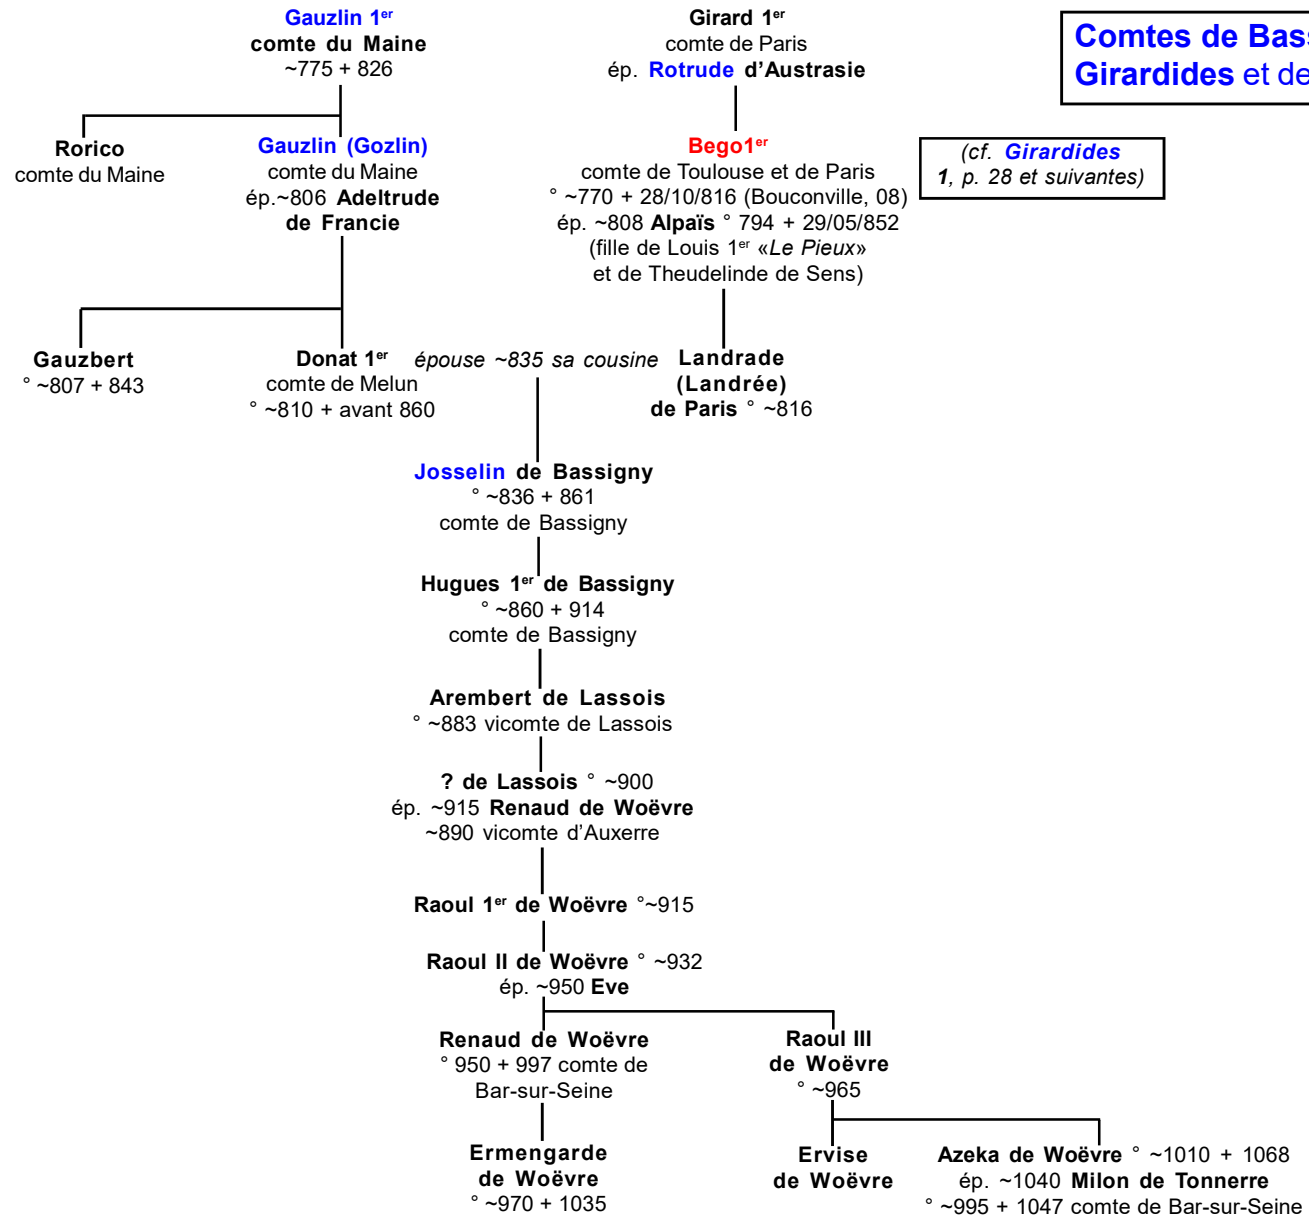 Gauzlin 1er
comte du Maine
~775 + 826
Girard 1er
comte de Paris
ép. Rotrude d'Austrasie
Comtes de Bas
Girardides et de
Rorico
comte du Maine
Gauzlin (Gozlin)
comte du Maine
ép.~806 Adeltrude
de Francie
Bego1er
comte de Toulouse et de Paris
° ~770 + 28/10/816 (Bouconville, 08)
ép. ~808 Alpaïs ° 794 + 29/05/852
(fille de Louis 1er «Le Pieux»
et de Theudelinde de Sens)
(cf. Girardides
1, p. 28 et suivantes)
Gauzbert
° ~807 + 843
Donat 1er
comte de Melun
° ~810 + avant 860
épouse ~835 sa cousine
Landrade
(Landrée)
de Paris ° ~816
Josselin de Bassigny
° ~836 + 861
comte de Bassigny
Hugues 1er de Bassigny
° ~860 + 914
comte de Bassigny
Arembert de Lassois
° ~883 vicomte de Lassois
? de Lassois ° ~900
ép. ~915 Renaud de Woëvre
~890 vicomte d'Auxerre
Raoul 1er de Woëvre °~915
Raoul II de Woëvre ° ~932
ép. ~950 Eve
Renaud de Woëvre
° 950 + 997 comte de
Bar-sur-Seine
Raoul III
de Woëvre
° ~965
Ermengarde
de Woëvre
° ~970 + 1035
Ervise
de Woëvre
Azeka de Woëvre ° ~1010 + 1068
ép. ~1040 Milon de Tonnerre
° ~995 + 1047 comte de Bar-sur-Seine